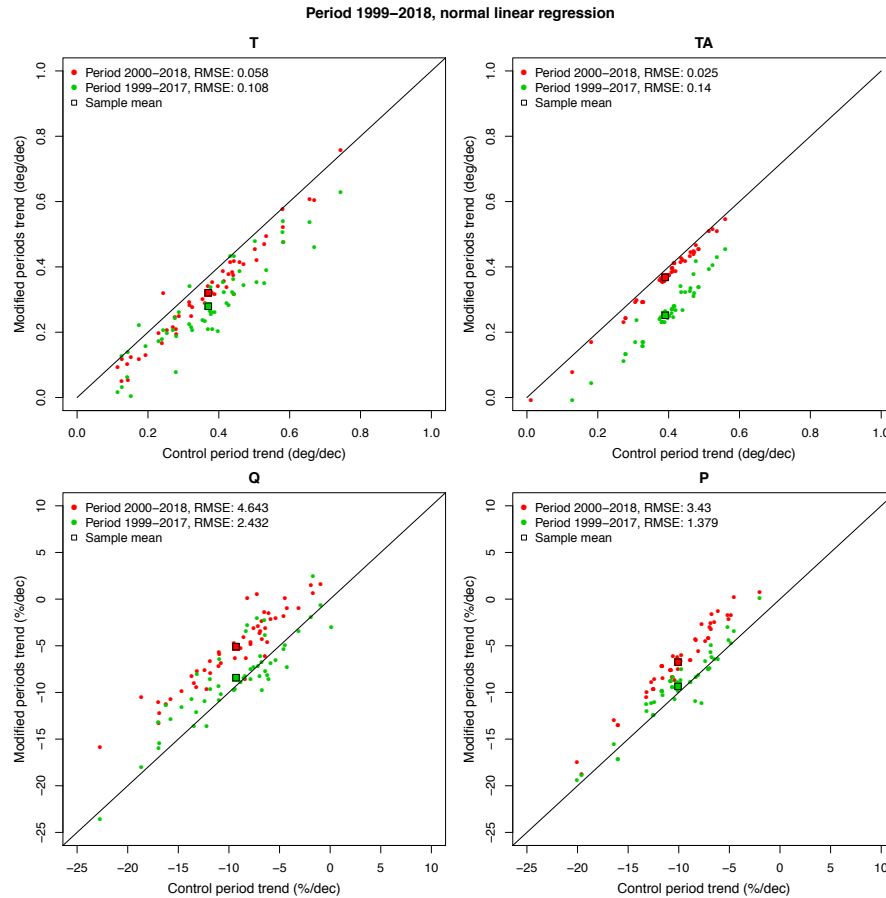 Period 1999−2018, normal linear regression
T
Period 2000−2018, RMSE: 0.058
Period 1999−2017, RMSE: 0.108
Sample mean
Modified periods trend (deg/dec)
1.0
0.8
0.6
0.4
0.2
0.0
0.0 0.2 0.4 0.6 0.8 1.0
Control period trend (deg/dec)
TA
Period 2000−2018, RMSE: 0.025
Period 1999−2017, RMSE: 0.14
Sample mean
Modified periods trend (deg/dec)
1.0
0.8
0.6
0.4
0.2
0.0
0.0 0.2 0.4 0.6 0.8 1.0
Control period trend (deg/dec)
Q
Period 2000−2018, RMSE: 4.643
Period 1999−2017, RMSE: 2.432
Sample mean
Modified periods trend (%/dec)
10
5
0
−5
−10
−15
−20
−25
−25 −20 −15 −10 −5 0 5 10
Control period trend (%/dec)
P
Period 2000−2018, RMSE: 3.43
Period 1999−2017, RMSE: 1.379
Sample mean
Modified periods trend (%/dec)
10
5
0
−5
−10
−15
−20
−25
−25 −20 −15 −10 −5 0 5 10
Control period trend (%/dec)